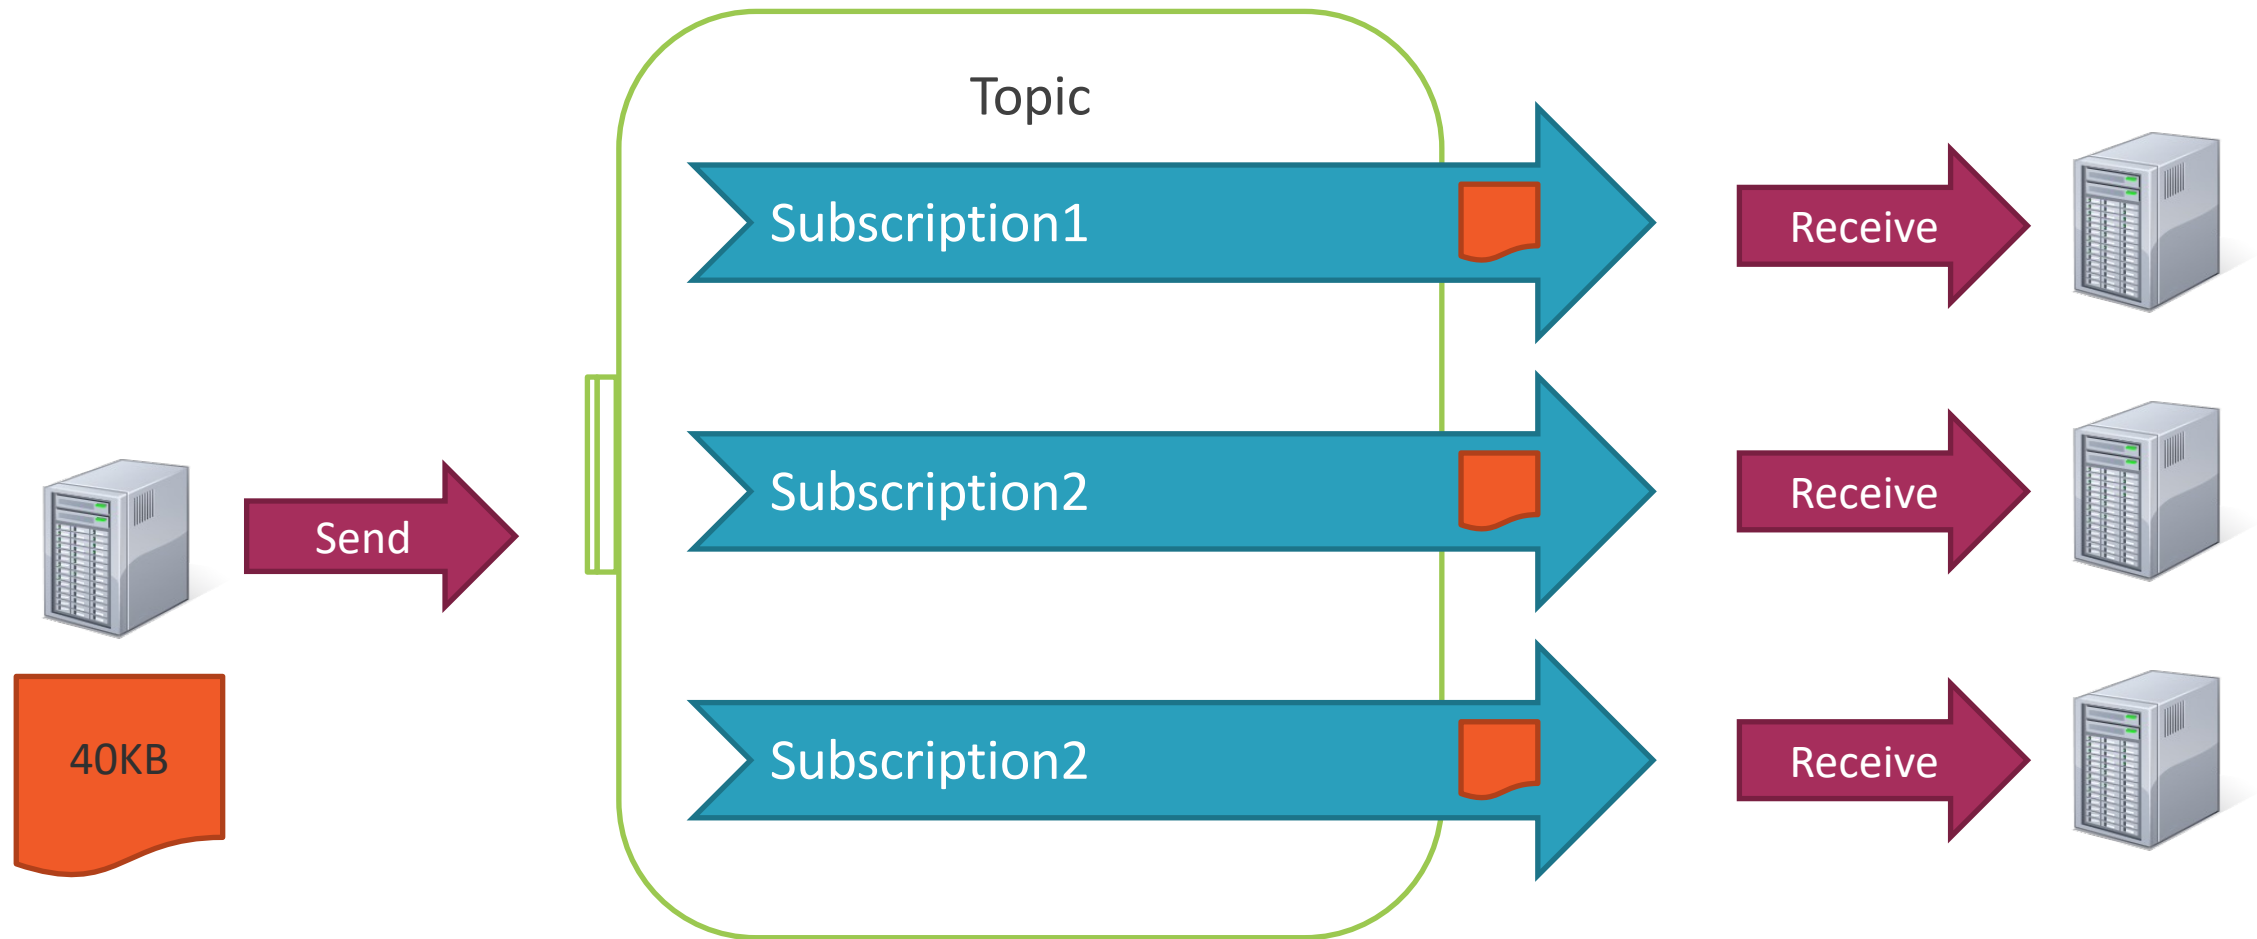 Topic
Subscription1
Receive
Subscription2
Receive
Send
Subscription2
Receive
40KB